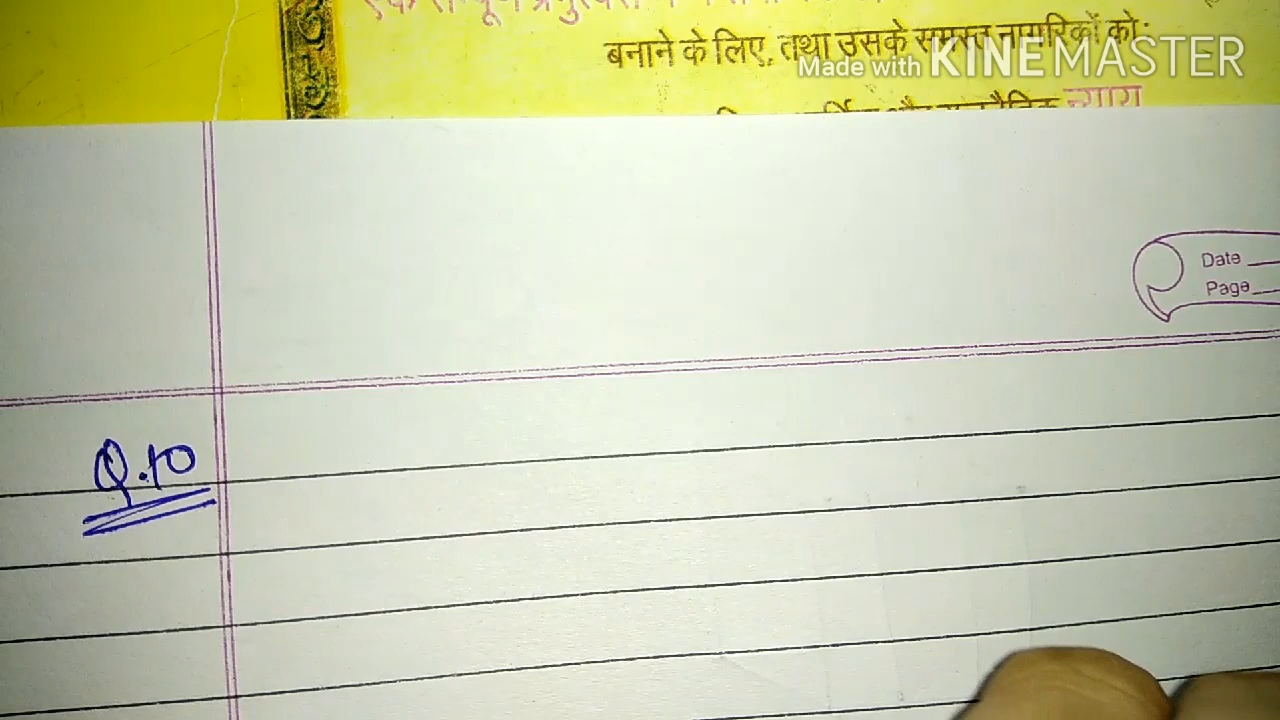 बनाने के लिए, तथा उसके समस्त नागरिकों को:
Made with KINEMASTER
न्याय
Date
Page
Q.10